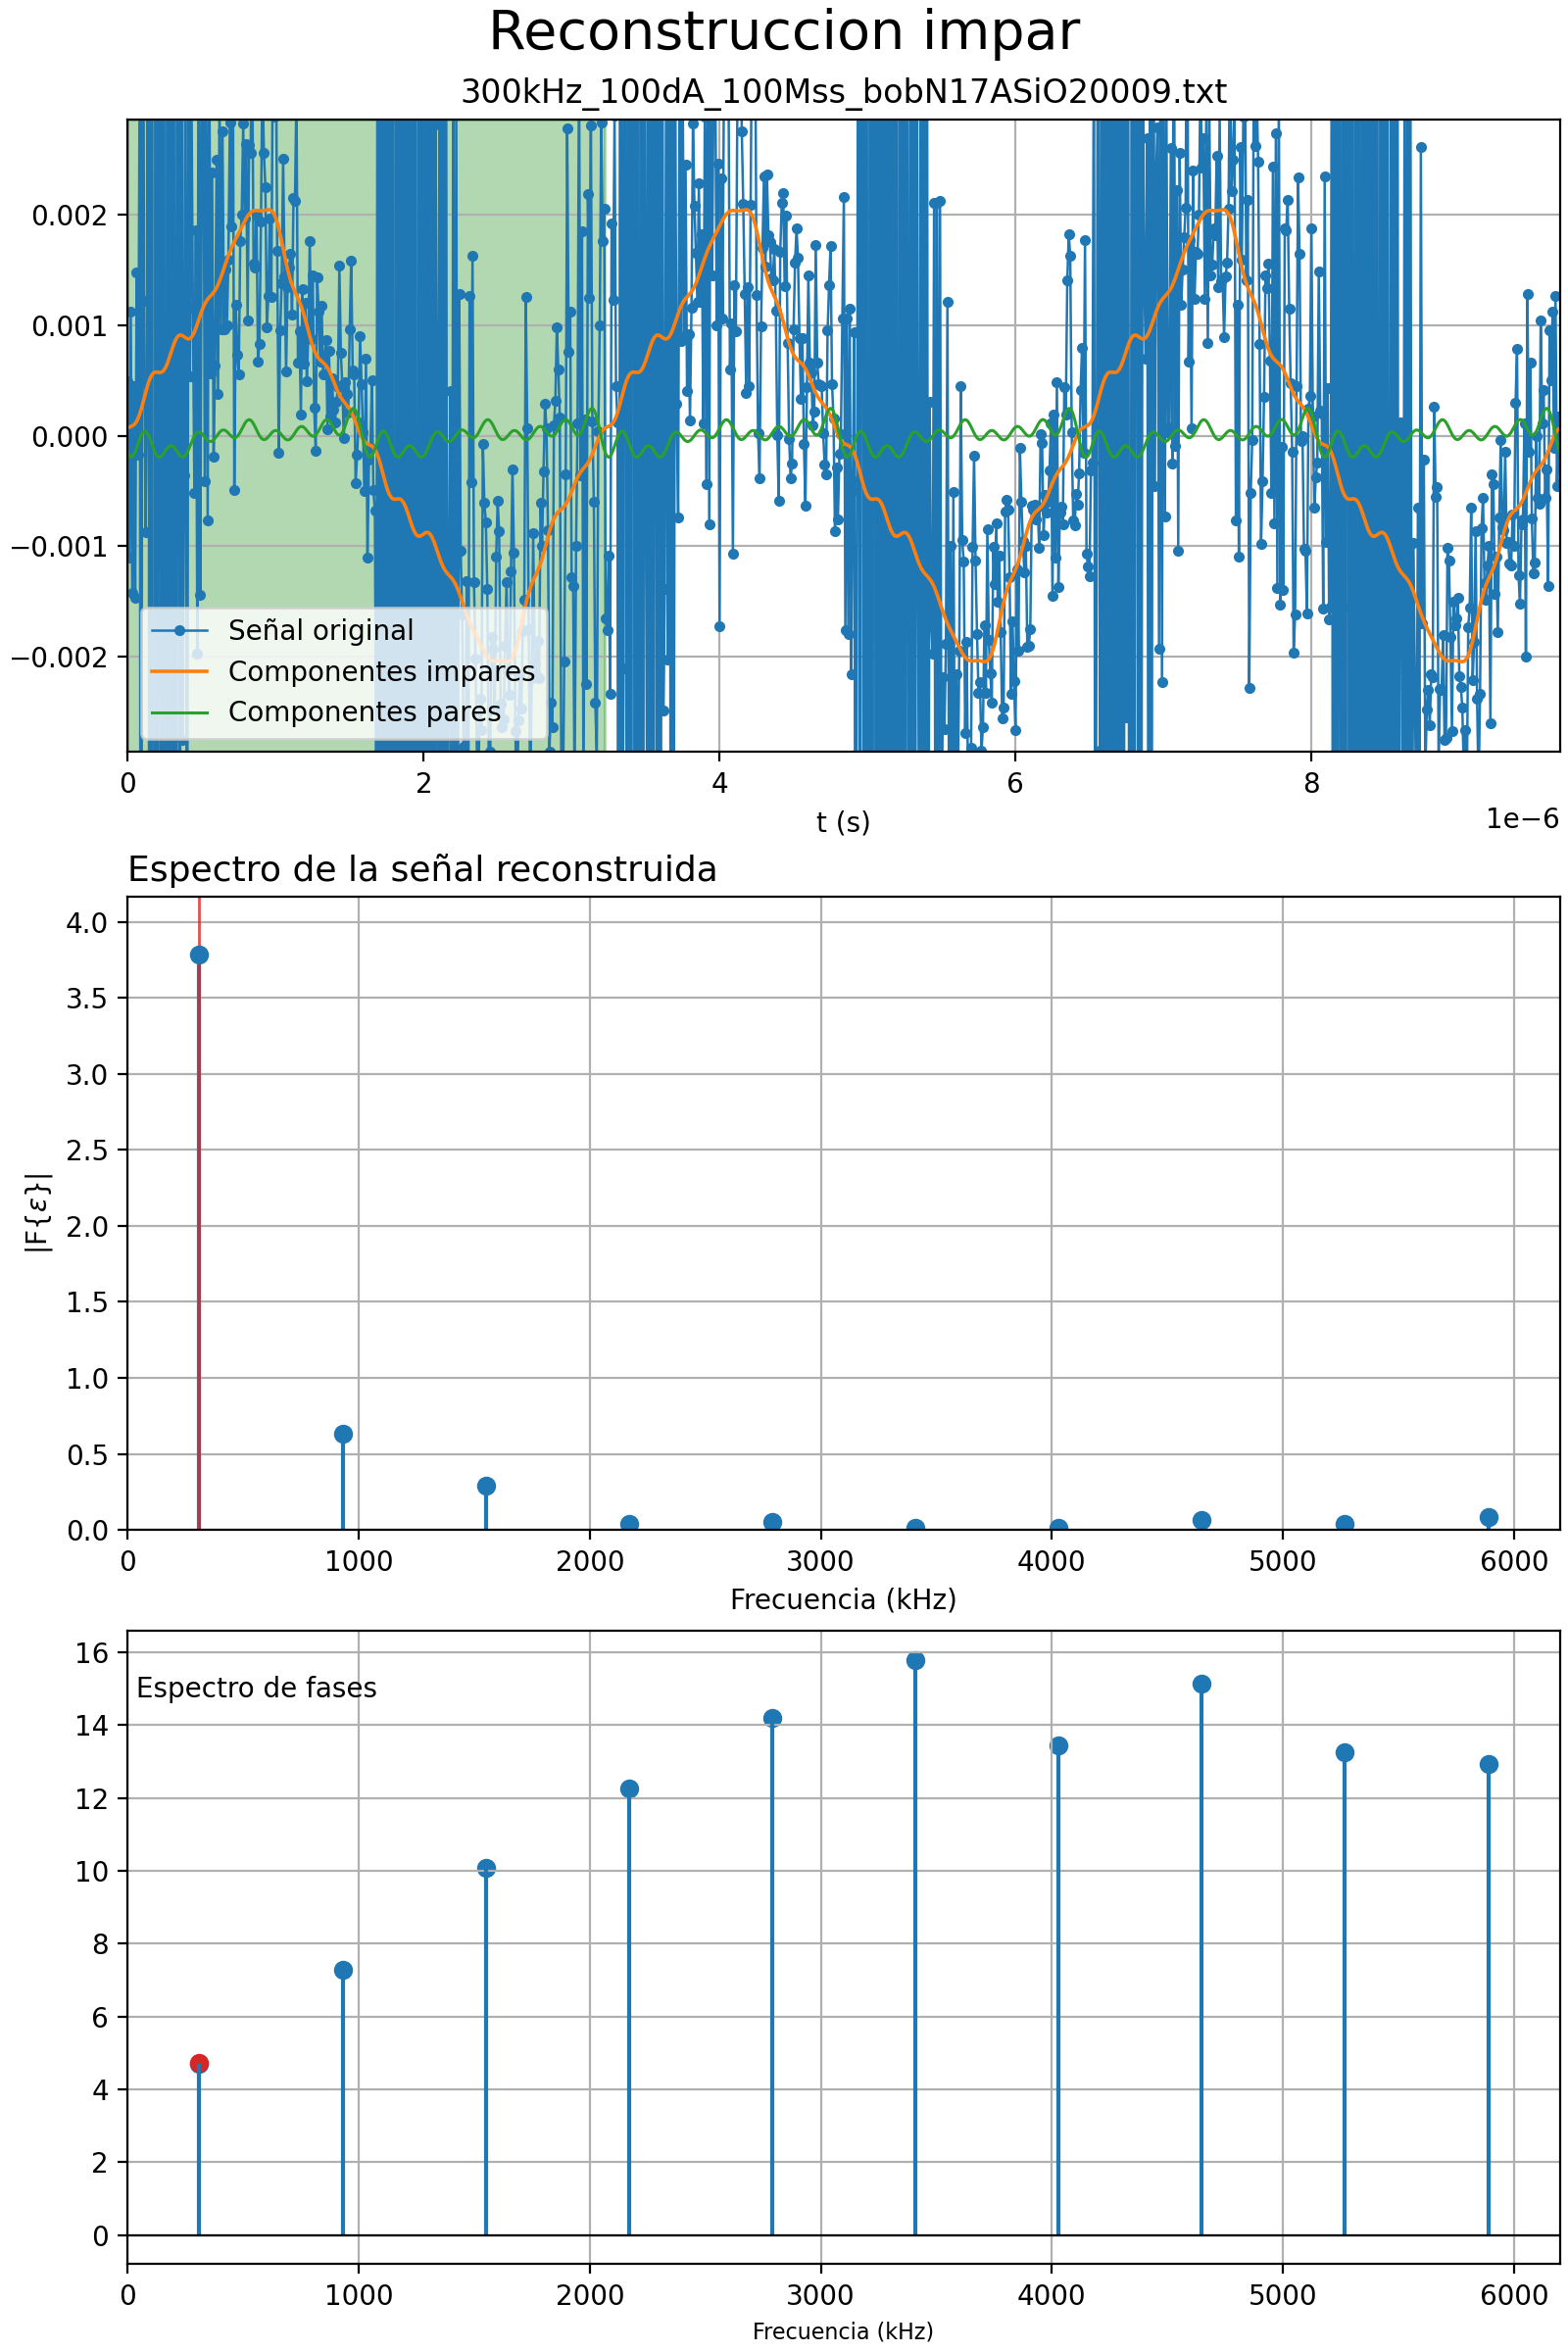 Reconstruccion impar
300kHz_100dA_100Mss_bobN17ASiO20009.txt
0.002
0.001
0.000
−0.001
−0.002
Señal original
Componentes impares
Componentes pares
0 2 4 6 8
t (s)
1e−6
Espectro de la señal reconstruida
4.0
3.5
3.0
2.5
2.0
1.5
1.0
0.5
0.0
|F{ε}|
0 1000 2000 3000 4000 5000 6000
Frecuencia (kHz)
16
Espectro de fases
14
12
10
8
6
4
2
0
0 1000 2000 3000 4000 5000 6000
Frecuencia (kHz)